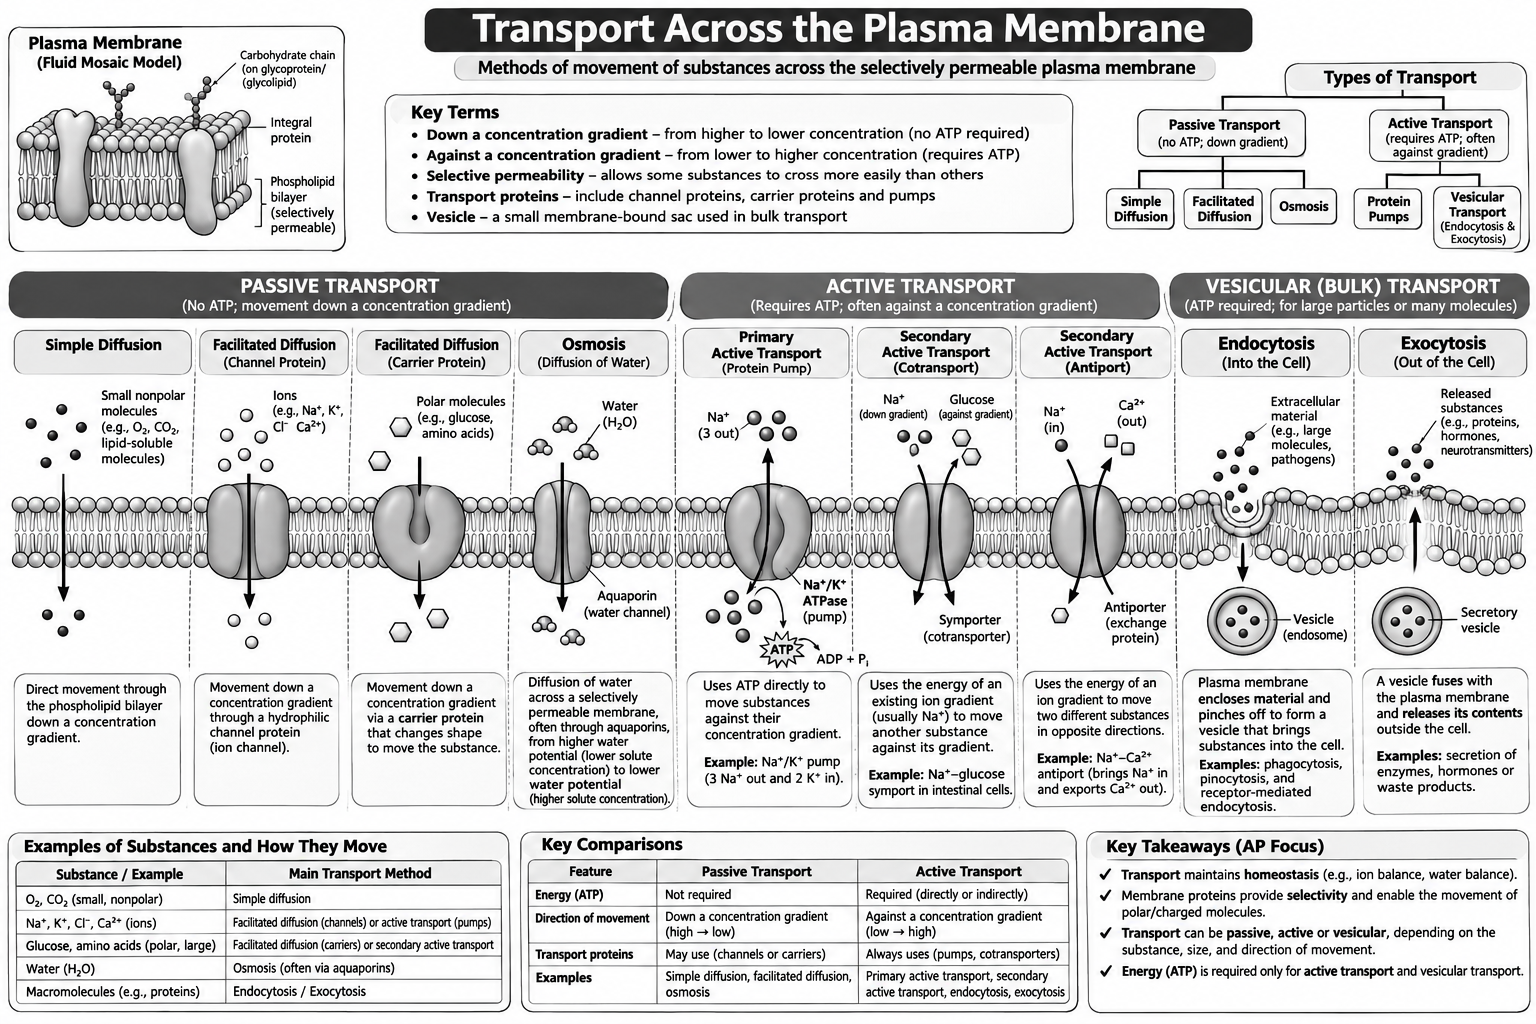 Transport Across the Plasma Membrane
Methods of movement of substances across the selectively permeable plasma membrane
Plasma Membrane
(Fluid Mosaic Model)
Carbohydrate chain
(on glycoprotein/
(glycolipid)
Integral
protein
Phospholipid
bilayer
(selectively
permeable)
Key Terms
• Down a concentration gradient – from higher to lower concentration (no ATP required)
• Against a concentration gradient – from lower to higher concentration (requires ATP)
• Selective permeability – allows some substances to cross more easily than others
• Transport proteins – include channel proteins, carrier proteins and pumps
• Vesicle – a small membrane-bound sac used in bulk transport
Types of Transport
Passive Transport
(no ATP; down gradient)
Active Transport
(requires ATP; often
against gradient)
Simple
Diffusion
Facilitated
Diffusion
Osmosis
Protein
Pumps
Vesicular
Transport
(Endocytosis &
Exocytosis)
PASSIVE TRANSPORT
(No ATP; movement down a concentration gradient)
ACTIVE TRANSPORT
(Requires ATP; often against a concentration gradient)
VESICULAR (BULK) TRANSPORT
(ATP required; for large particles or many molecules)
Simple Diffusion
Small nonpolar
molecules
(e.g., O₂, CO₂,
lipid-soluble
molecules)
Direct movement through
the phospholipid bilayer
down a concentration
gradient.
Facilitated Diffusion
(Channel Protein)
Ions
(e.g., Na⁺, K⁺,
Cl⁻ Ca²⁺)
Movement down a
concentration gradient
through a hydrophilic
channel protein
(ion channel).
Facilitated Diffusion
(Carrier Protein)
Polar molecules
(e.g., glucose,
amino acids)
Movement down a
concentration gradient
via a carrier protein
that changes shape
to move the substance.
Osmosis
(Diffusion of Water)
Water
(H₂O)
Aquaporin
(water channel)
Diffusion of water
across a selectively
permeable membrane,
often through aquaporins,
from higher water
potential (lower solute
concentration) to lower
water potential
(higher solute concentration).
Primary
Active Transport
(Protein Pump)
Na⁺
(3 out)
Na⁺/K⁺
ATPase
(pump)
ATP
ADP + Pᵢ
Uses ATP directly to
move substances
against their
concentration gradient.
Example: Na⁺/K⁺ pump
(3 Na⁺ out and 2 K⁺ in).
Secondary
Active Transport
(Cotransport)
Na⁺
(down gradient)
Glucose
(against gradient)
Symporter
(cotransporter)
Uses the energy of an
existing ion gradient
(usually Na⁺) to move
another substance
against its gradient.
Example: Na⁺–glucose
symport in intestinal cells.
Secondary
Active Transport
(Antiport)
Na⁺
(in)
Ca²⁺
(out)
Antiporter
(exchange
protein)
Uses the energy of an
ion gradient to move
two different substances
in opposite directions.
Example: Na⁺–Ca²⁺
antiport (brings Na⁺ in
and exports Ca²⁺ out).
Endocytosis
(Into the Cell)
Extracellular
material
(e.g., large
molecules,
pathogens)
Vesicle
(endosome)
Plasma membrane
encloses material and
pinches off to form a
vesicle that brings
substances into the cell.
Examples: phagocytosis,
pinocytosis, and
receptor-mediated
endocytosis.
Exocytosis
(Out of the Cell)
Released
substances
(e.g., proteins,
hormones,
neurotransmitters)
Secretory
vesicle
A vesicle fuses with
the plasma membrane
and releases its contents
outside the cell.
Examples: secretion of
enzymes, hormones or
waste products.
Examples of Substances and How They Move
Substance / Example Main Transport Method
O₂, CO₂ (small, nonpolar) Simple diffusion
Na⁺, K⁺, Cl⁻, Ca²⁺ (ions) Facilitated diffusion (channels) or active transport (pumps)
Glucose, amino acids (polar, large) Facilitated diffusion (carriers) or secondary active transport
Water (H₂O) Osmosis (often via aquaporins)
Macromolecules (e.g., proteins) Endocytosis / Exocytosis
Key Comparisons
Feature Passive Transport Active Transport
Energy (ATP) Not required Required (directly or indirectly)
Direction of movement Down a concentration gradient Against a concentration gradient
(high → low) (low → high)
Transport proteins May use (channels or carriers) Always uses (pumps, cotransporters)
Examples Simple diffusion, facilitated diffusion, Primary active transport, secondary
osmosis active transport, endocytosis, exocytosis
Key Takeaways (AP Focus)
✓ Transport maintains homeostasis (e.g., ion balance, water balance).
✓ Membrane proteins provide selectivity and enable the movement of
polar/charged molecules.
✓ Transport can be passive, active or vesicular, depending on the
substance, size, and direction of movement.
✓ Energy (ATP) is required only for active transport and vesicular transport.